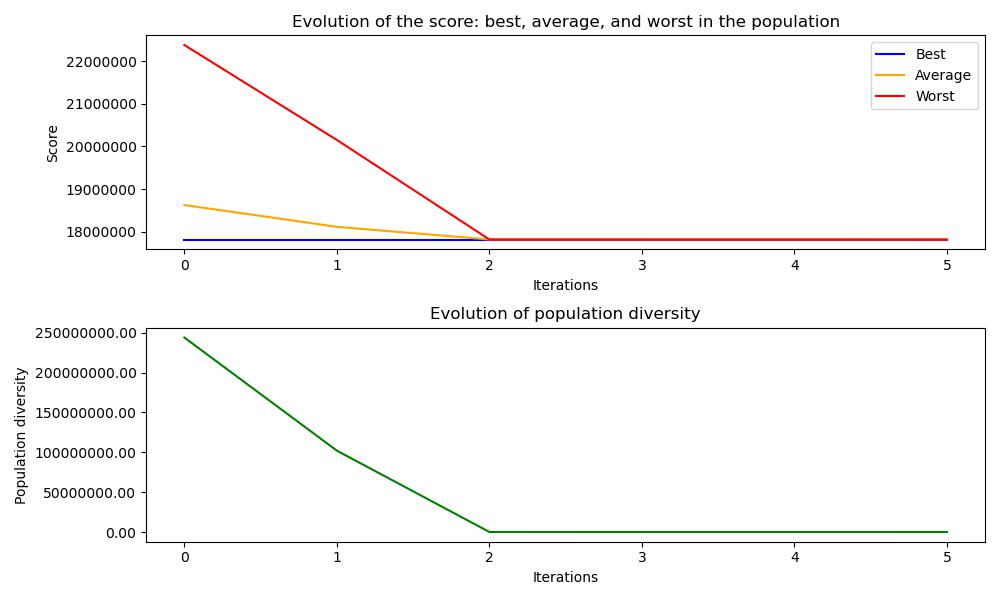 Evolution of the score: best, average, and worst in the population
22000000
21000000
20000000
19000000
18000000
Score
Best
Average
Worst
0 1 2 3 4 5
Iterations
Evolution of population diversity
250000000.00
200000000.00
150000000.00
100000000.00
50000000.00
0.00
Population diversity
0 1 2 3 4 5
Iterations